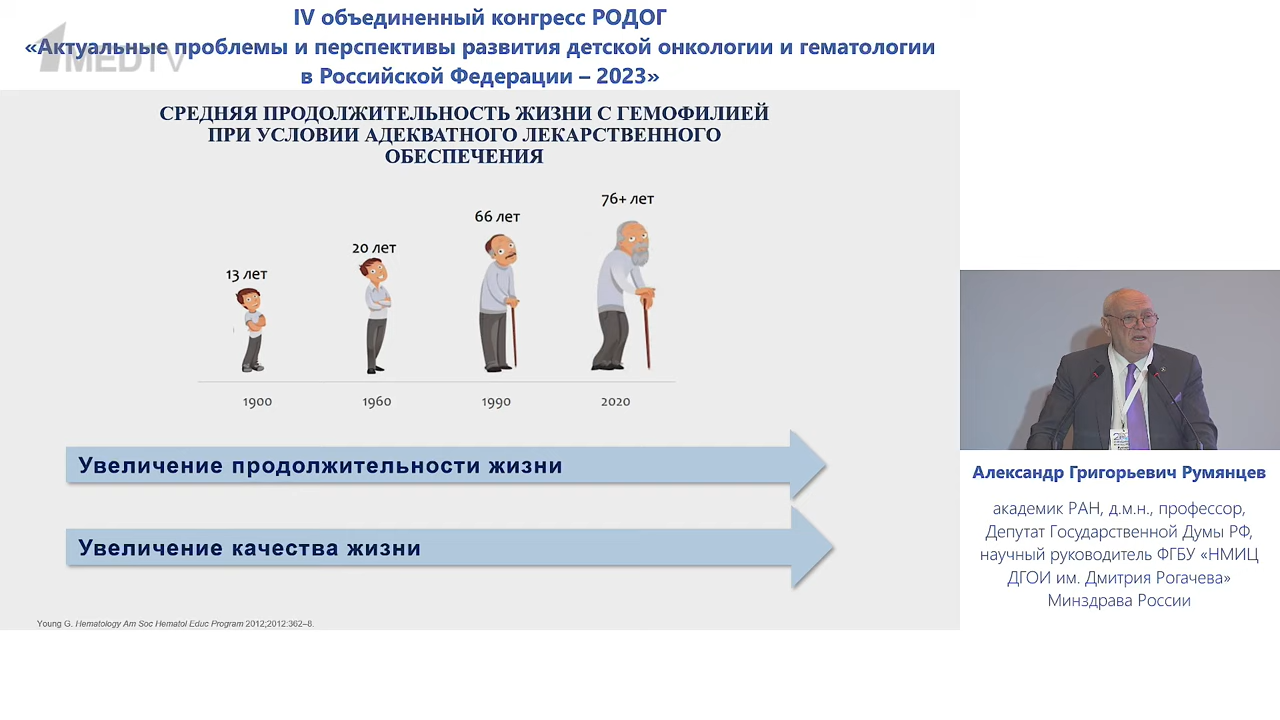 IV объединенный конгресс РОДОГ
«Актуальные проблемы и перспективы развития детской онкологии и гематологии
в Российской Федерации – 2023»
1MEDTV
СРЕДНЯЯ ПРОДОЛЖИТЕЛЬНОСТЬ ЖИЗНИ С ГЕМОФИЛИЕЙ
ПРИ УСЛОВИИ АДЕКВАТНОГО ЛЕКАРСТВЕННОГО
ОБЕСПЕЧЕНИЯ
13 лет
20 лет
66 лет
76+ лет
1900
1960
1990
2020
Увеличение продолжительности жизни
Увеличение качества жизни
Young G. Hematology Am Soc Hematol Educ Program 2012;2012:362–8.
Александр Григорьевич Румянцев
академик РАН, д.м.н., профессор,
Депутат Государственной Думы РФ,
научный руководитель ФГБУ «НМИЦ
ДГОИ им. Дмитрия Рогачева»
Минздрава России